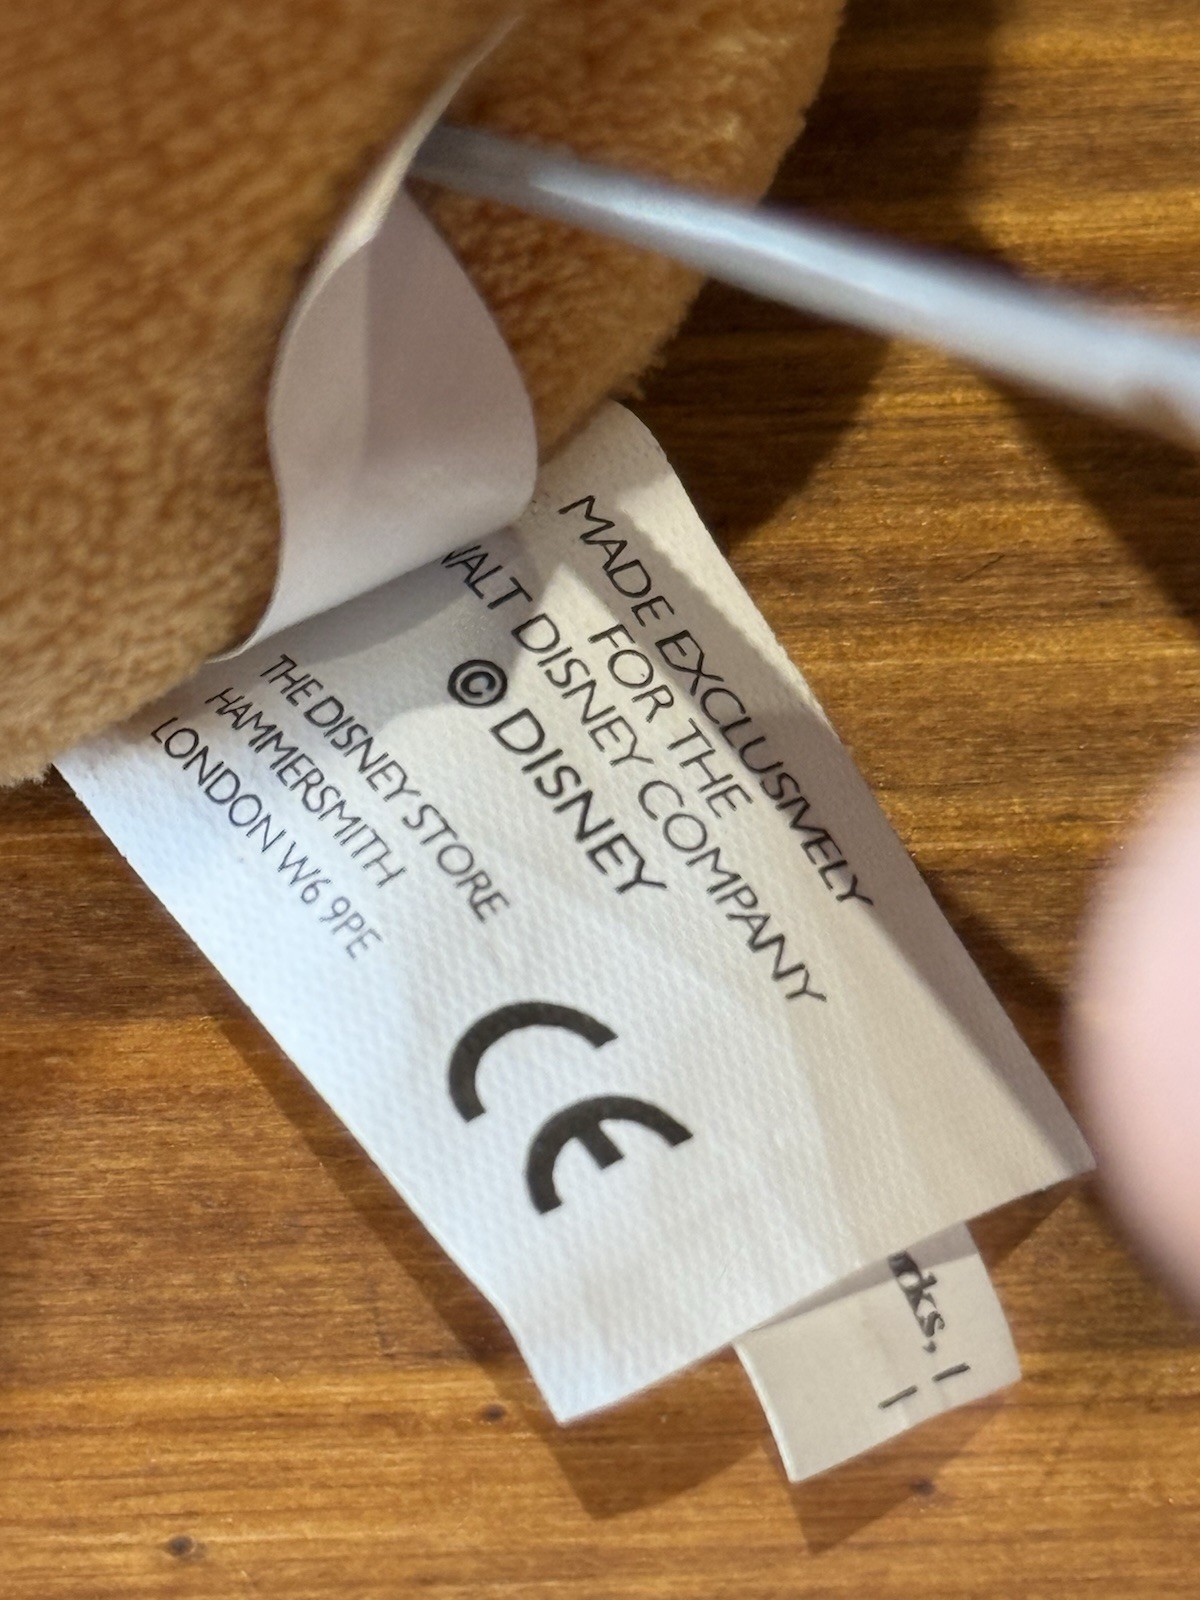 MADE EXCLUSIVELY
FOR THE
WALT DISNEY COMPANY
© DISNEY
THE DISNEY STORE
HAMMERSMITH
LONDON W6 9PE
CE